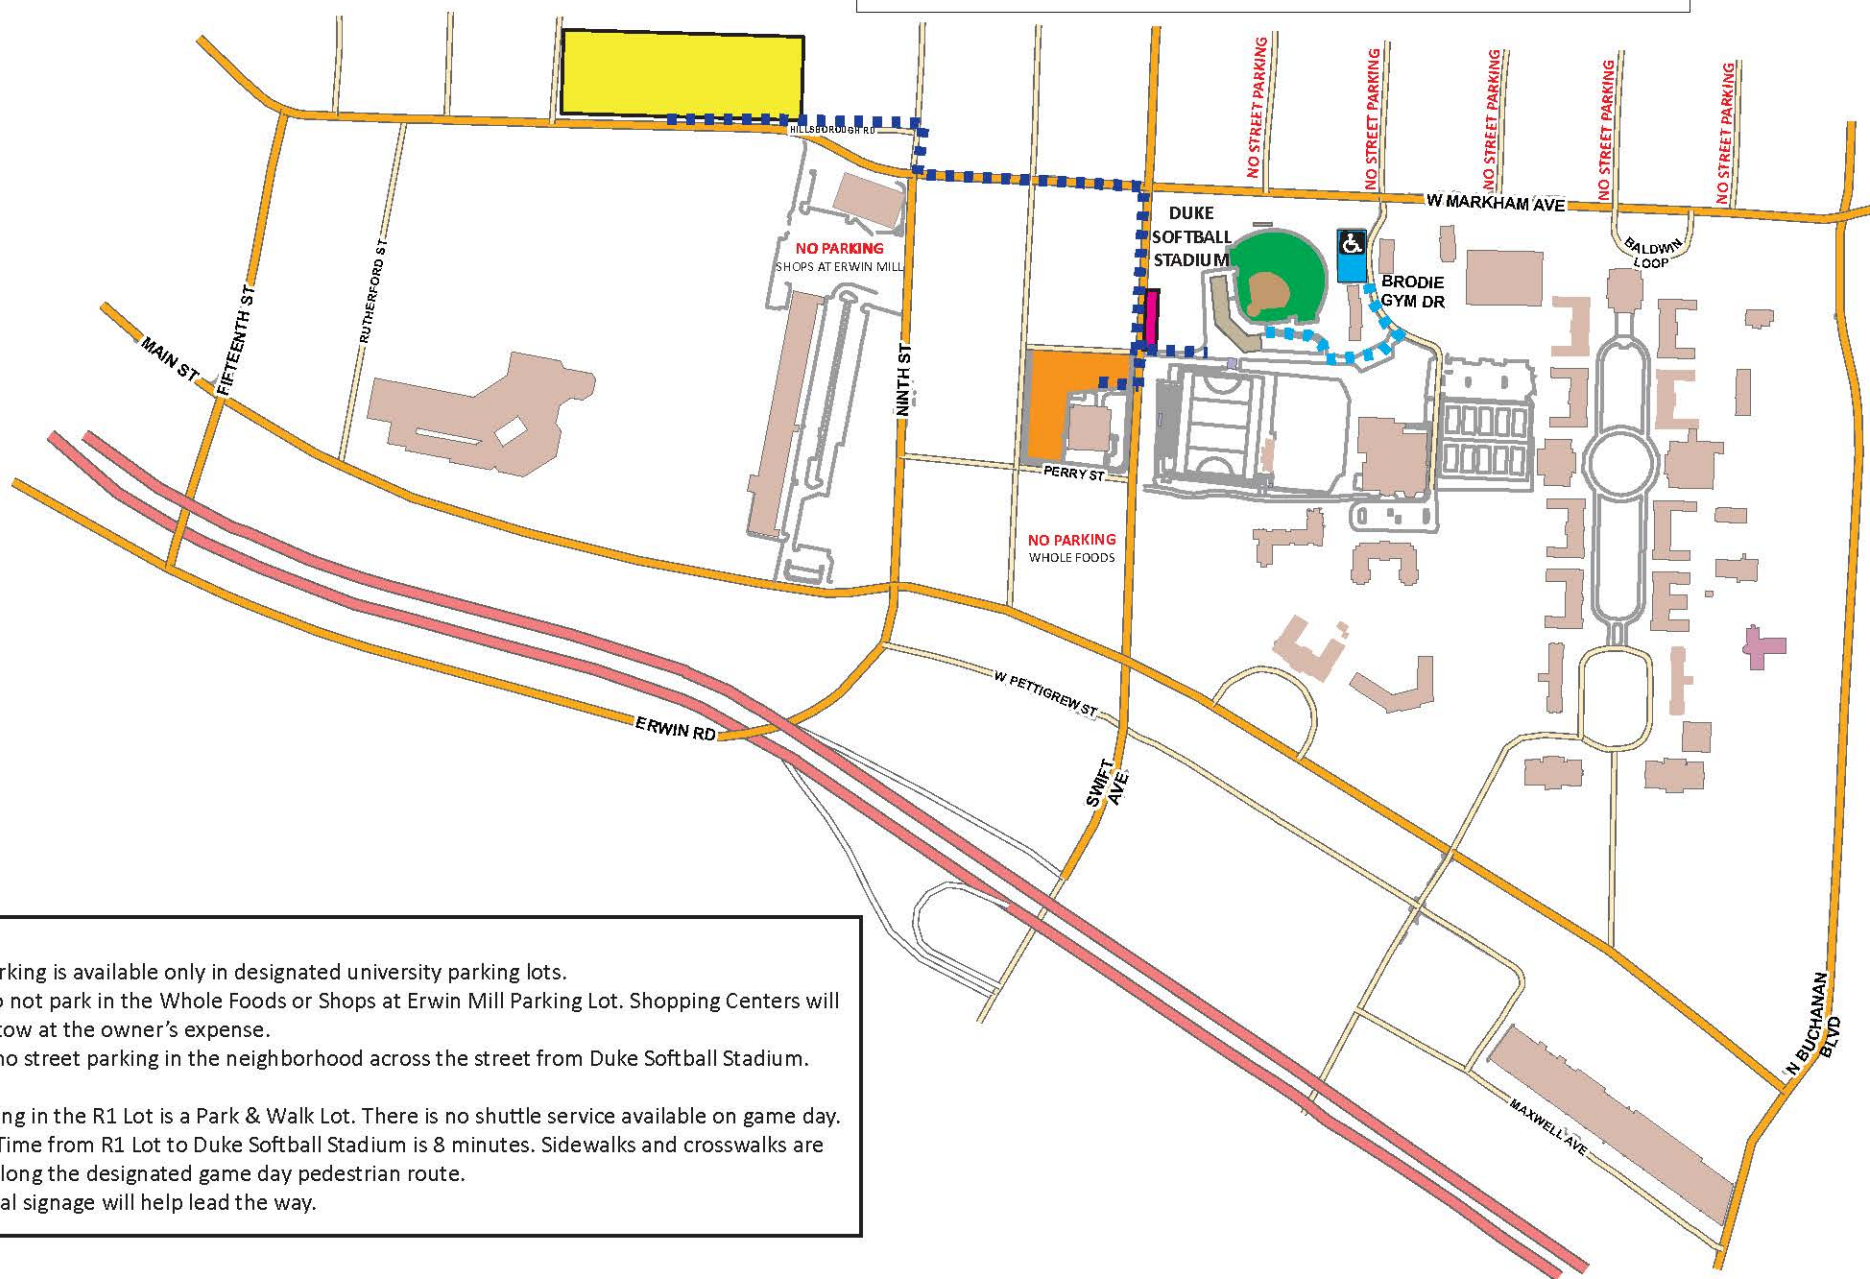 NO STREET PARKING
NO STREET PARKING
NO STREET PARKING
NO STREET PARKING
NO STREET PARKING
HILLSBOROUGH RD
W MARKHAM AVE
DUKE
SOFTBALL
STADIUM
BALDWIN
LOOP
NO PARKING
SHOPS AT ERWIN MILL
BRODIE
GYM DR
RUTHERFORD ST
FIFTEENTH ST
MAIN ST
NINTH ST
PERRY ST
NO PARKING
WHOLE FOODS
W PETTIGREW ST
ERWIN RD
SWIFT
AVE
N BUCHANAN
BLVD
MAXWELL AVE
rking is available only in designated university parking lots.
not park in the Whole Foods or Shops at Erwin Mill Parking Lot. Shopping Centers will
tow at the owner's expense.
no street parking in the neighborhood across the street from Duke Softball Stadium.
ng in the R1 Lot is a Park & Walk Lot. There is no shuttle service available on game day.
Time from R1 Lot to Duke Softball Stadium is 8 minutes. Sidewalks and crosswalks are
long the designated game day pedestrian route.
al signage will help lead the way.